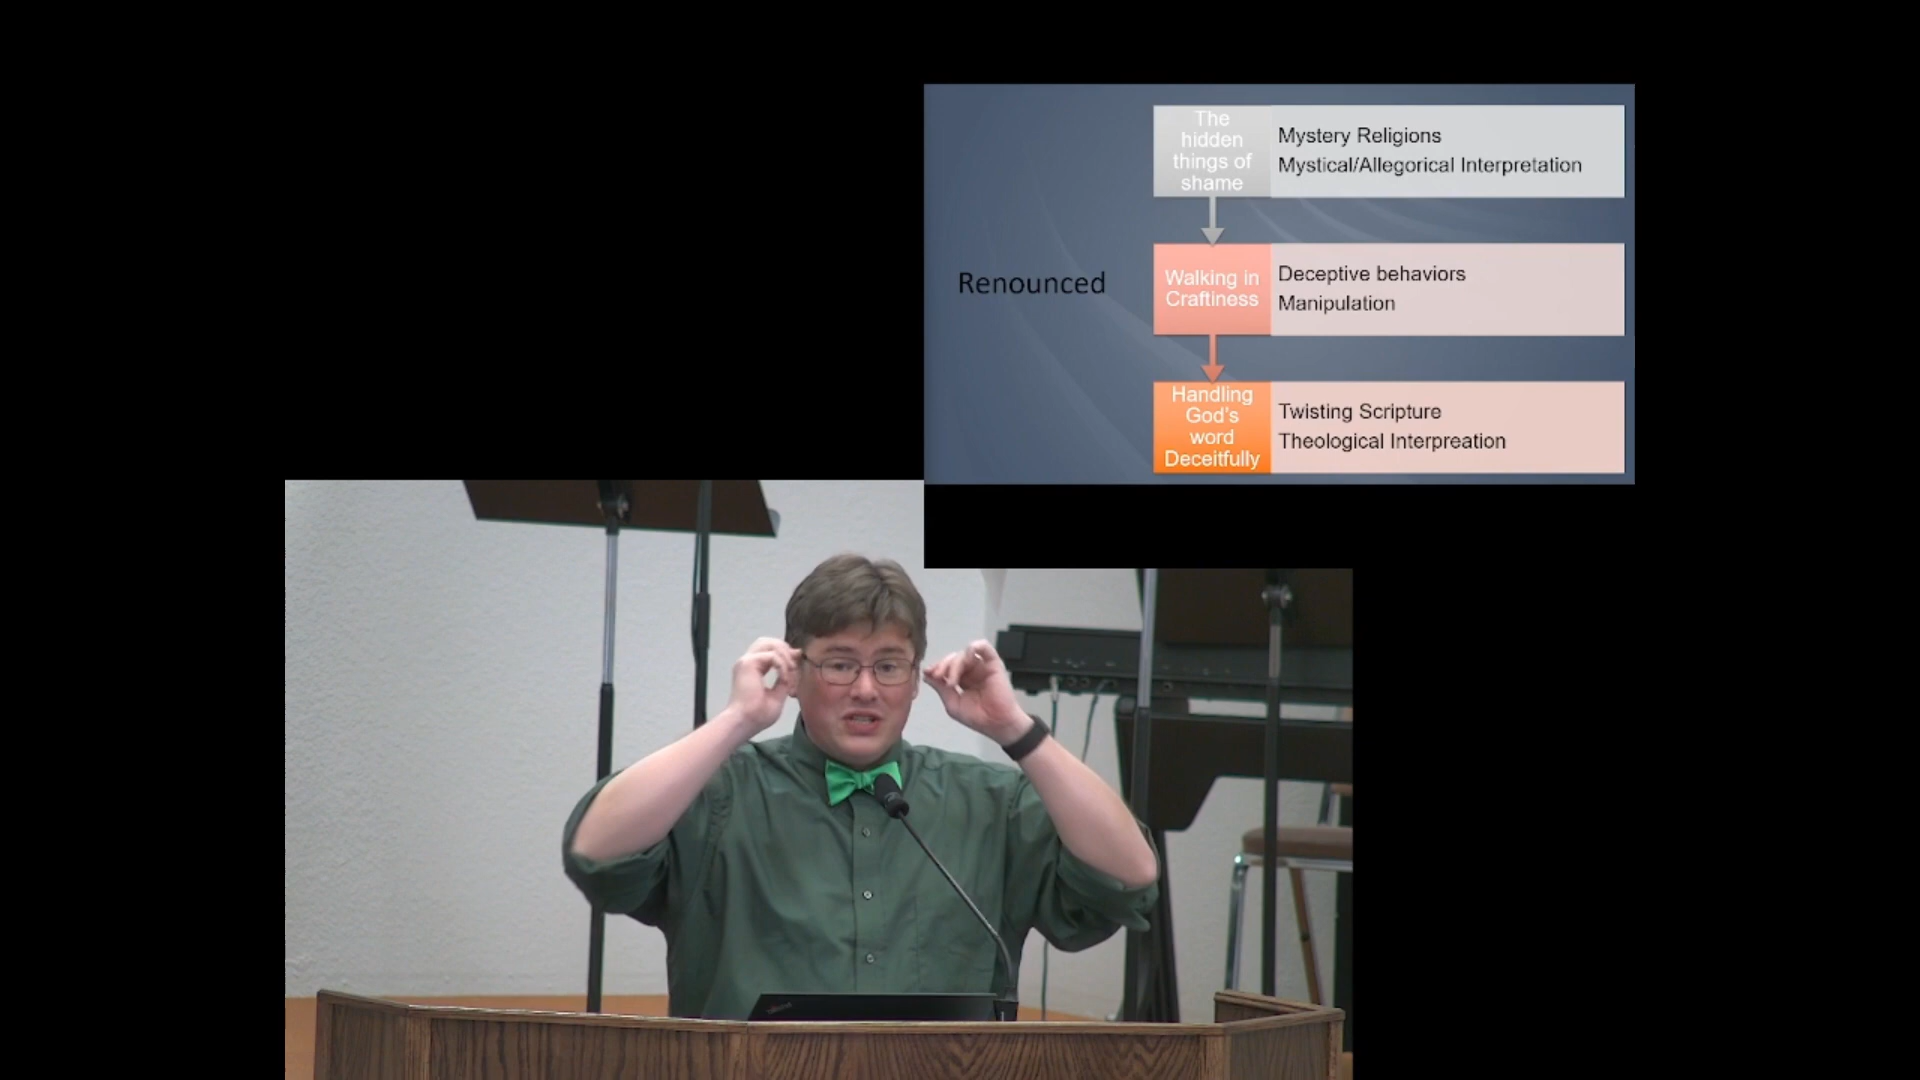 Renounced
The
hidden
things of
shame
Mystery Religions
Mystical/Allegorical Interpretation
Walking in
Craftiness
Deceptive behaviors
Manipulation
Handling
God's
word
Deceitfully
Twisting Scripture
Theological Interpreation